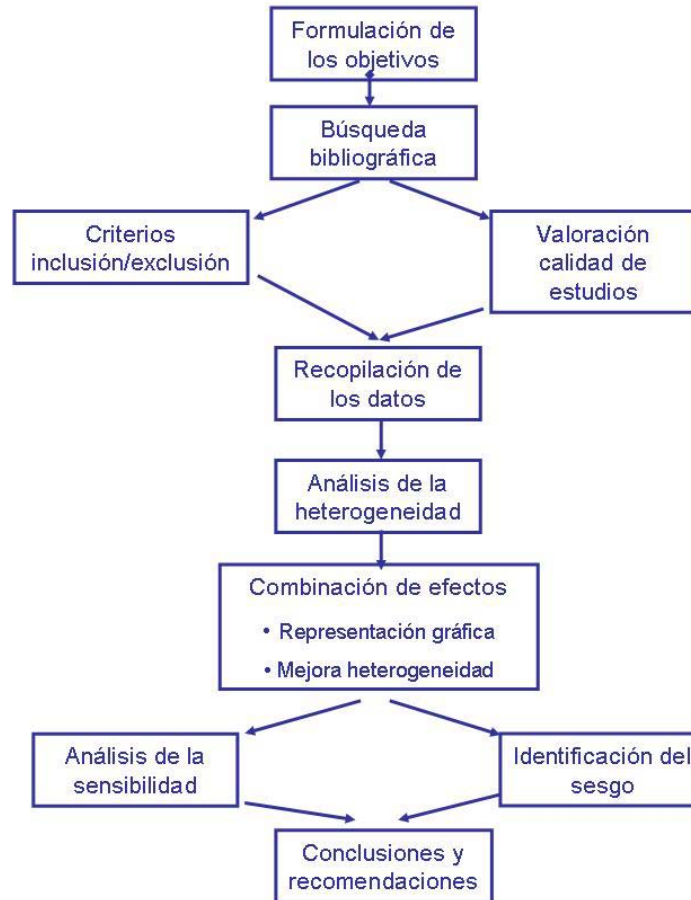 Formulación de
los objetivos
Búsqueda
bibliográfica
Criterios
inclusión/exclusión
Valoración
calidad de
estudios
Recopilación de
los datos
Análisis de la
heterogeneidad
Combinación de efectos
• Representación gráfica
• Mejora heterogeneidad
Análisis de la
sensibilidad
Identificación del
sesgo
Conclusiones y
recomendaciones